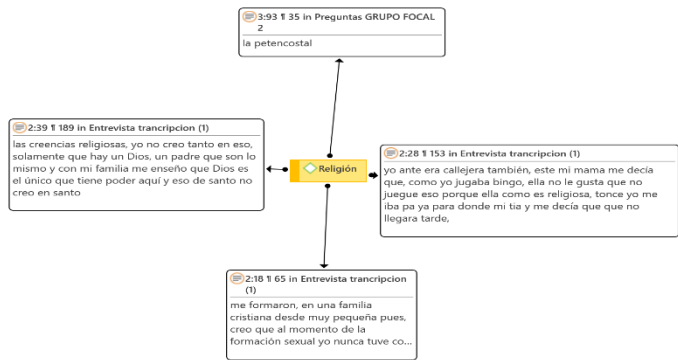 3:93 ¶ 35 in Preguntas GRUPO FOCAL
2
la petencostal
2:39 ¶ 189 in Entrevista trancripcion (1)
las creencias religiosas, yo no creo tanto en eso,
solamente que hay un Dios, un padre que son lo
mismo y con mi familia me enseño que Dios es
el único que tiene poder aquí y eso de santo no
creo en santo
Religión
2:28 ¶ 153 in Entrevista trancripcion (1)
yo ante era callejera también, este mi mama me decía
que, como yo jugaba bingo, ella no le gusta que no
juegue eso porque ella como es religiosa, tonce yo me
iba pa ya para donde mi tia y me decía que que no
llegara tarde,
2:18 ¶ 65 in Entrevista trancripcion
(1)
me formaron, en una familia
cristiana desde muy pequeña pues,
creo que al momento de la
formación sexual yo nunca tuve co...